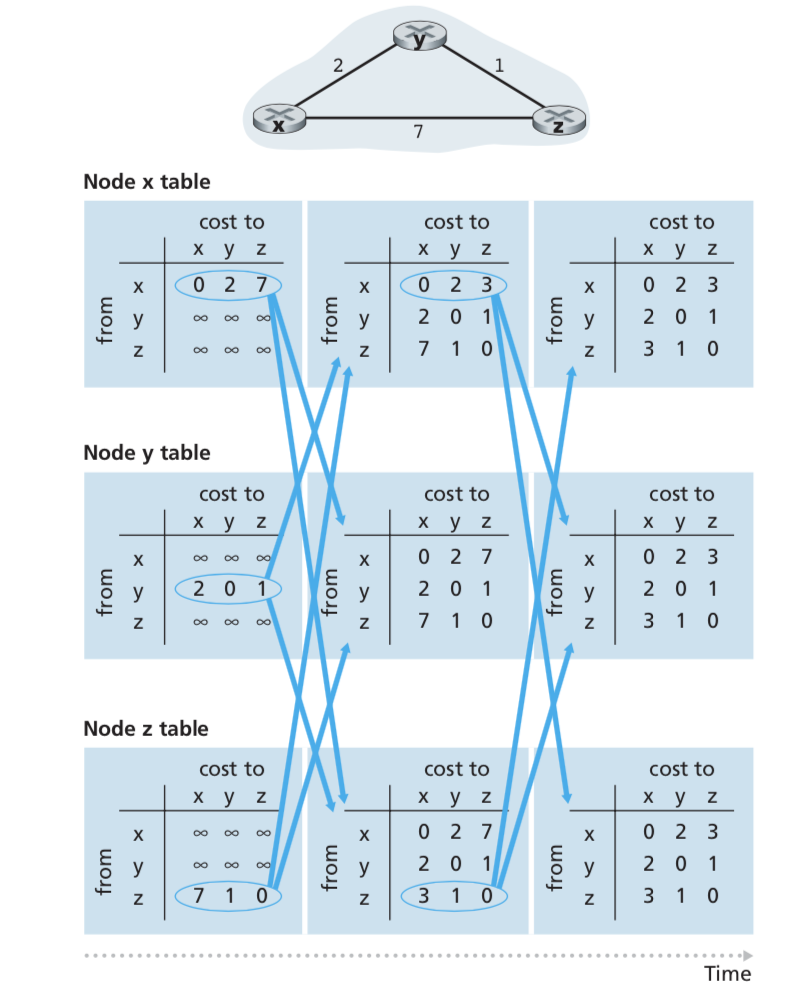 y
2
1
x
z
7
Node x table
cost to
x y z
from
x 0 2 7
y ∞ ∞ ∞
z ∞ ∞ ∞
cost to
x y z
from
x 0 2 3
y 2 0 1
z 7 1 0
cost to
x y z
from
x 0 2 3
y 2 0 1
z 3 1 0
Node y table
cost to
x y z
from
x ∞ ∞ ∞
y 2 0 1
z ∞ ∞ ∞
cost to
x y z
from
x 0 2 7
y 2 0 1
z 7 1 0
cost to
x y z
from
x 0 2 3
y 2 0 1
z 3 1 0
Node z table
cost to
x y z
from
x ∞ ∞ ∞
y ∞ ∞ ∞
z 7 1 0
cost to
x y z
from
x 0 2 7
y 2 0 1
z 3 1 0
cost to
x y z
from
x 0 2 3
y 2 0 1
z 3 1 0
Time